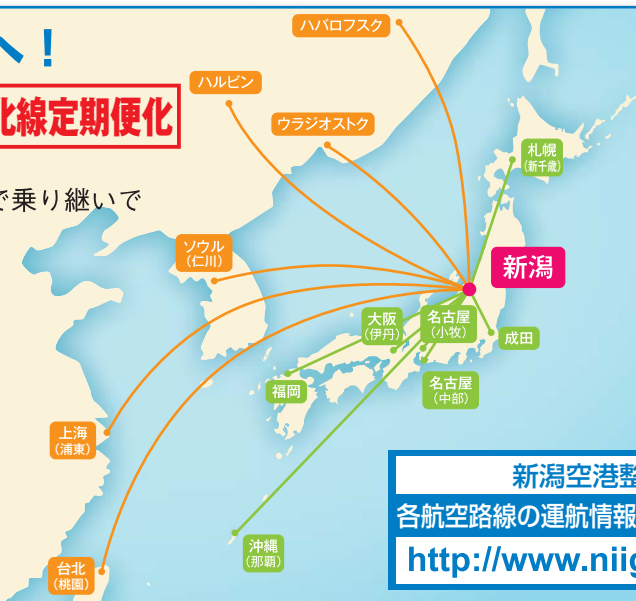 へ！
北線定期便化
で乗り継いで
ハバロフスク
ハルビン
ウラジオストク
札幌
(新千歳)
ソウル
(仁川)
新潟
大阪
(伊丹)
名古屋
(小牧)
成田
福岡
名古屋
(中部)
上海
(浦東)
沖縄
(那覇)
台北
(桃園)
新潟空港整
各航空路線の運航情報
http://www.niig